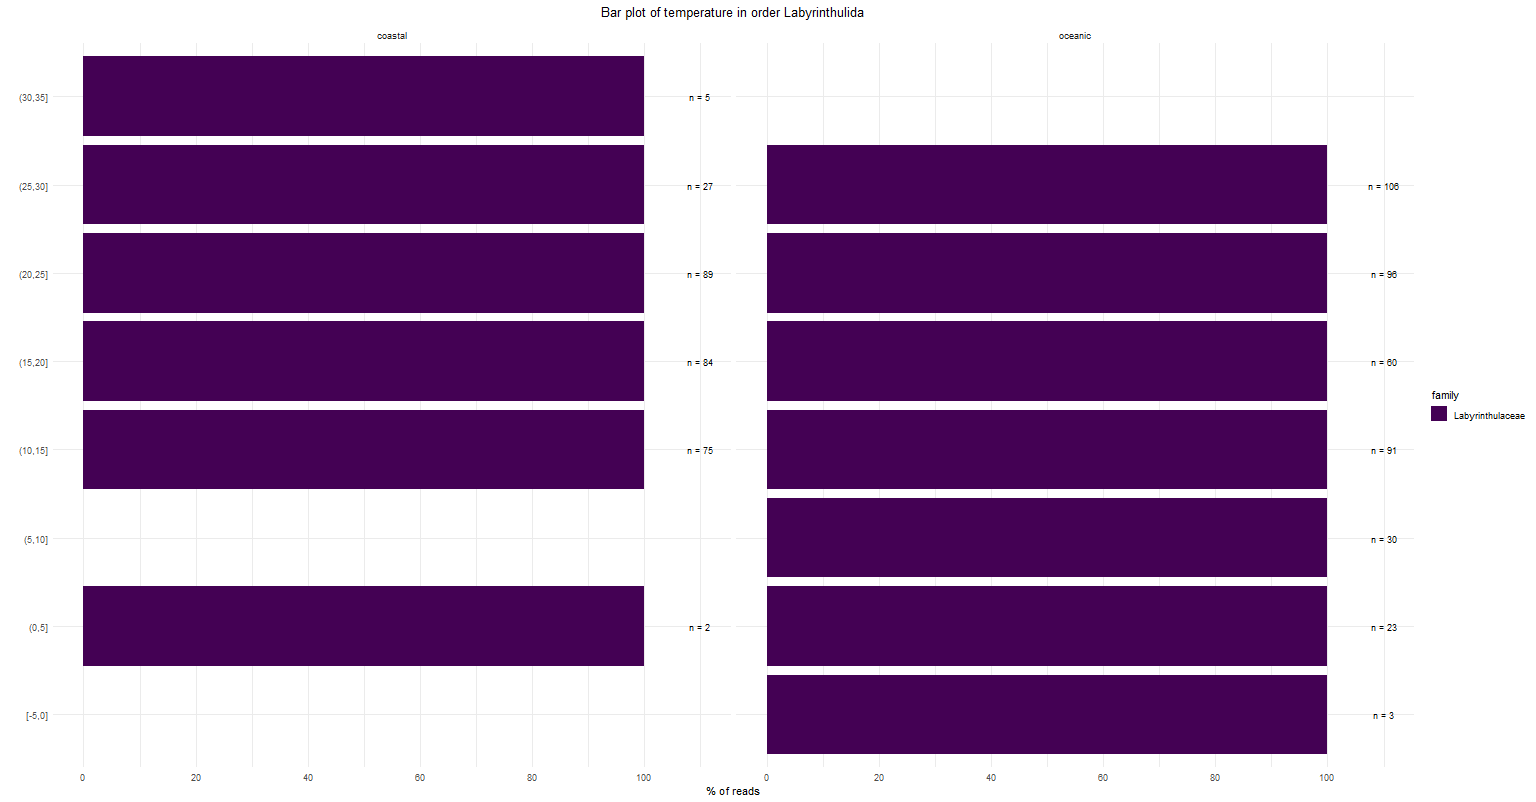 Bar plot of temperature in order Labyrinthulida
coastal
oceanic
(30,35]
n = 5
(25,30]
n = 27
n = 106
(20,25]
n = 89
n = 96
(15,20]
n = 84
n = 60
(10,15]
n = 75
n = 91
(5,10]
n = 30
(0,5]
n = 2
n = 23
[-5,0]
n = 3
family
Labyrinthulaceae
0 20 40 60 80 100
0 20 40 60 80 100
% of reads